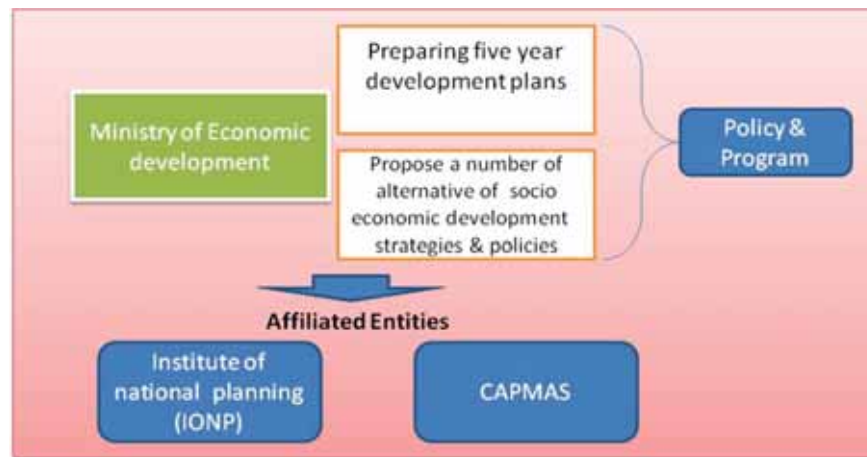 Preparing five year
development plans
Ministry of Economic
development
Policy &
Program
Propose a number of
alternative of socio
economic development
strategies & policies
Affiliated Entities
Institute of
national planning
(IONP)
CAPMAS